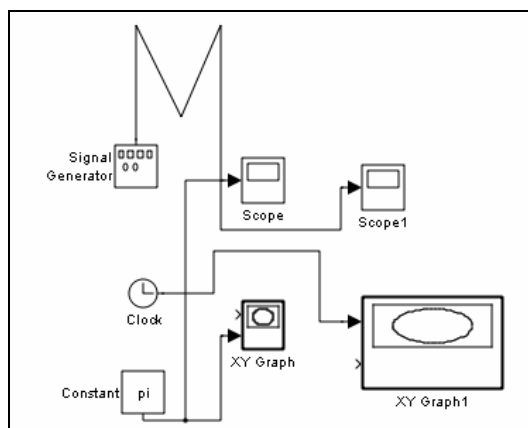 Signal
Generator
Scope
Scope1
Clock
XY Graph
Constant
pi
XY Graph1